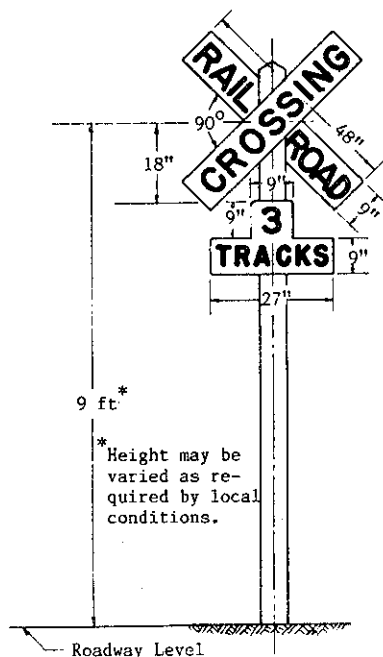 RAIL
CROSSING
ROAD
90°
48"
18"
9"
9"
9"
3
TRACKS
9"
27"
9 ft*
*Height may be
varied as re-
quired by local
conditions.
Roadway Level